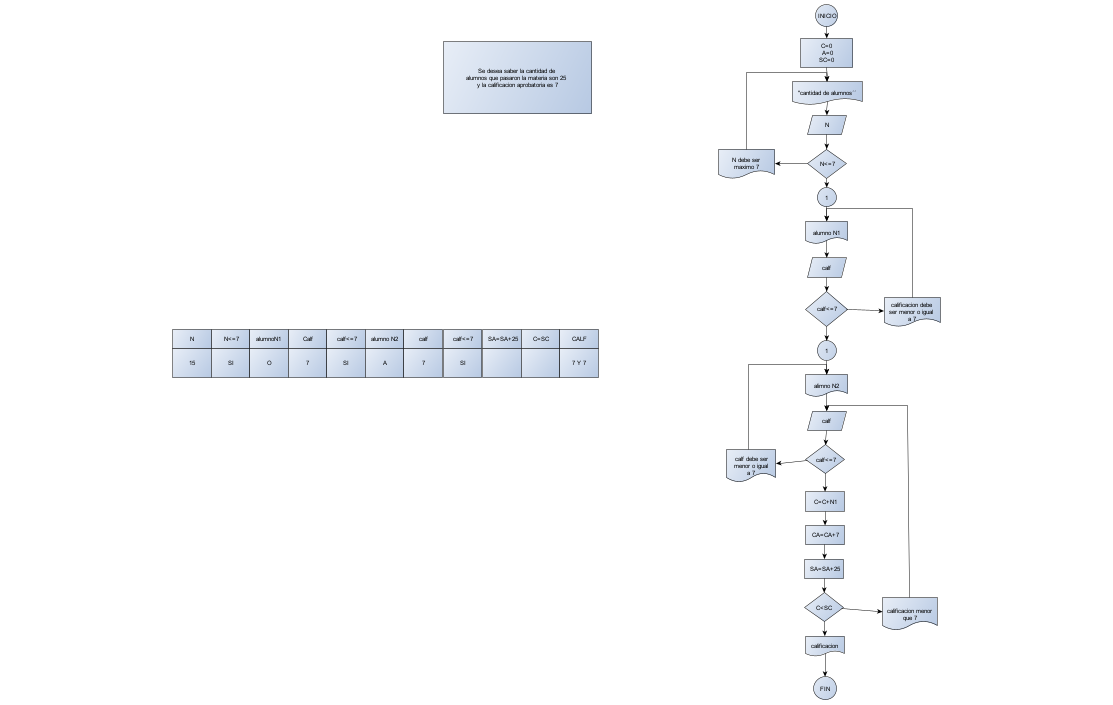 Se desea saber la cantidad de
alumnos que pasaron la materia son 25
y la calificacion aprobatoria es 7
N N<=7 alumnoN1 Calf calf<=7 alumno N2 calf calf<=7 SA=SA+25 C=SC CALF
15 SI O 7 SI A 7 SI 7 Y 7
INICIO
C=0
A=0
SC=0
"cantidad de alumnos¨
N
N<=7
N debe ser
maximo 7
1
alumno N1
calf
calf<=7
calificacion debe
ser menor o igual
a 7
1
alimno N2
calf
calf<=7
calf debe ser
menor o igual
a 7
C=C+N1
CA=CA+7
SA=SA+25
C<SC
calificacion menor
que 7
calificacion
FIN